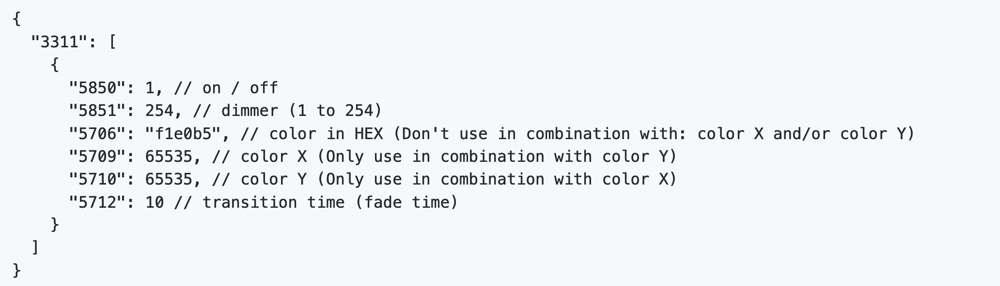 {
  "3311": [
    {
      "5850": 1, // on / off
      "5851": 254, // dimmer (1 to 254)
      "5706": "f1e0b5", // color in HEX (Don't use in combination with: color X and/or color Y)
      "5709": 65535, // color X (Only use in combination with color Y)
      "5710": 65535, // color Y (Only use in combination with color X)
      "5712": 10 // transition time (fade time)
    }
  ]
}